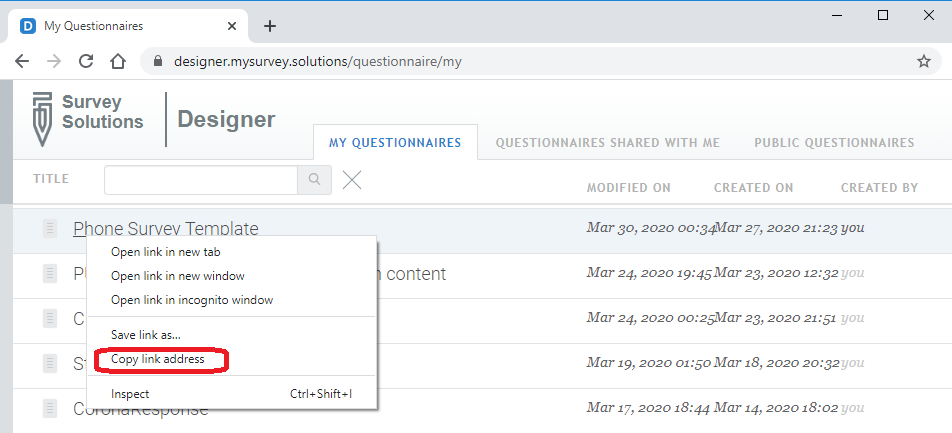 D My Questionnaires
designer.mysurvey.solutions/questionnaire/my
Survey
Solutions
Designer
MY QUESTIONNAIRES QUESTIONNAIRES SHARED WITH ME PUBLIC QUESTIONNAIRES
TITLE
MODIFIED ON CREATED ON CREATED BY
Phone Survey Template Mar 30, 2020 00:34 Mar 27, 2020 21:23 you
Open link in new tab
content Mar 24, 2020 19:45 Mar 23, 2020 12:32 you
Open link in new window
Open link in incognito window
Mar 24, 2020 00:25 Mar 23, 2020 21:51 you
Save link as...
Copy link address
Mar 19, 2020 01:50 Mar 18, 2020 20:32 you
Inspect Ctrl+Shift+I
CoronaResponse Mar 17, 2020 18:44 Mar 14, 2020 18:02 you